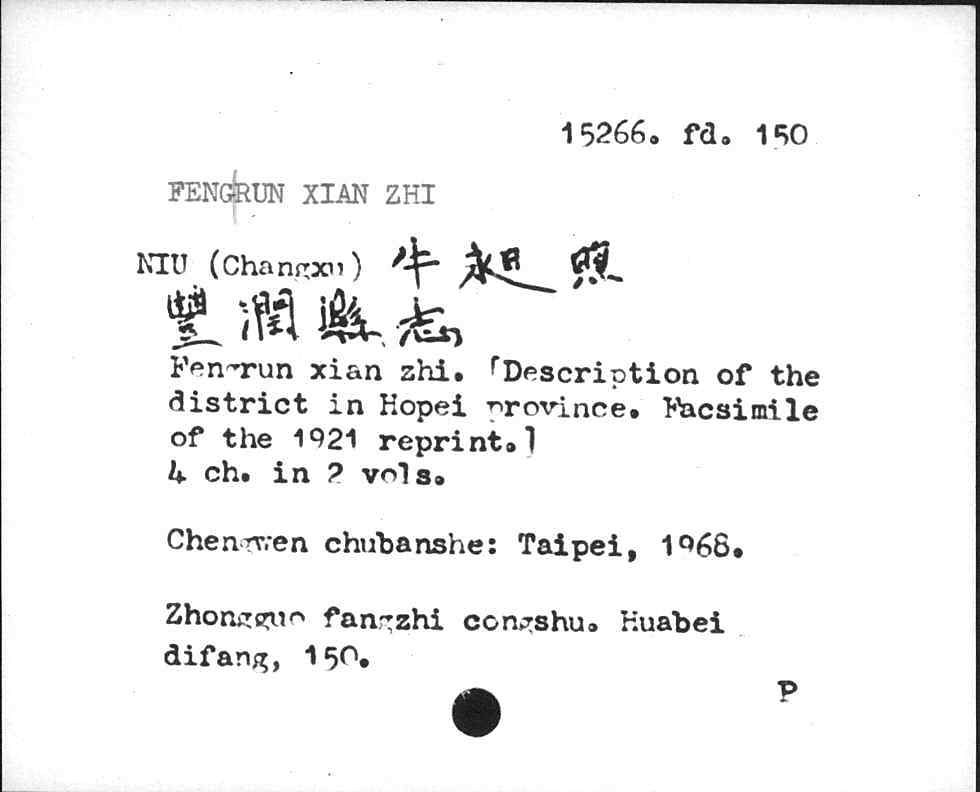 15266. fd. 150
FENGRUN XIAN ZHI
NIU (Changxu) 牛昶煦
豐潤縣志
Fengrun xian zhi. [Description of the
district in Hopei province. Facsimile
of the 1921 reprint.]
4 ch. in 2 vols.
Chengwen chubanshe: Taipei, 1968.
Zhongguo fangzhi congshu. Huabei
difang, 150.
P